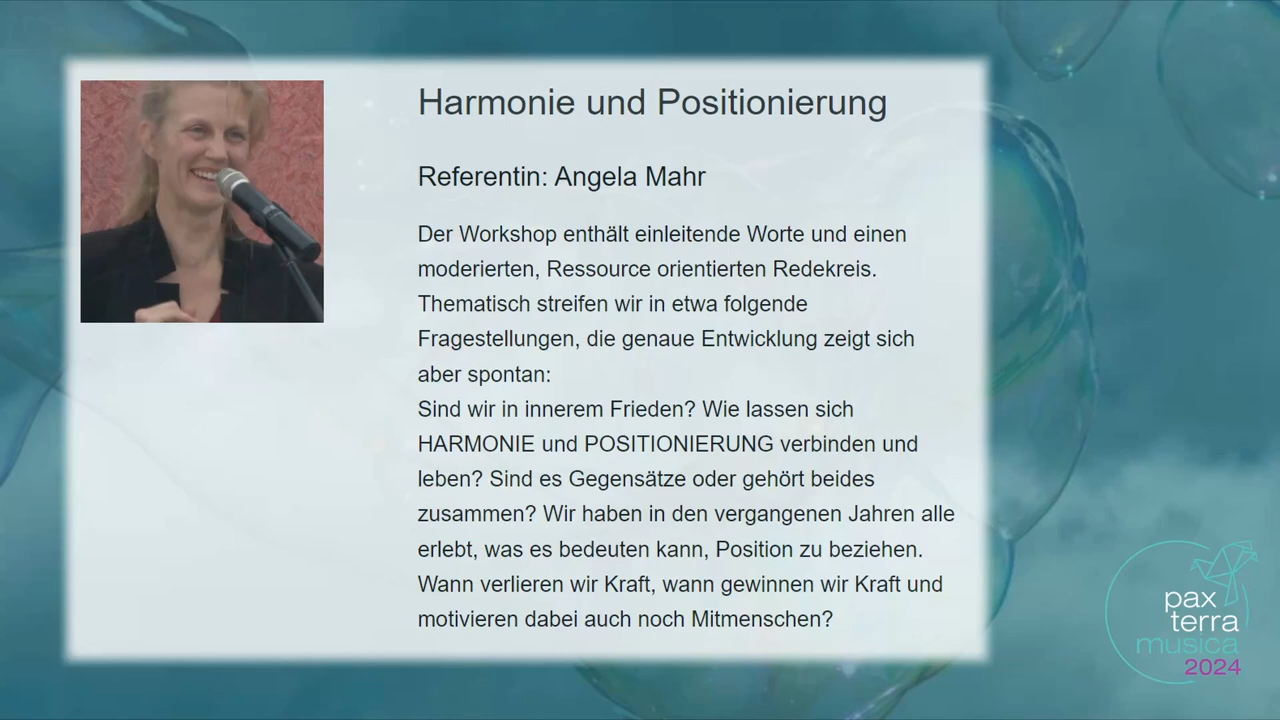 Harmonie und Positionierung
Referentin: Angela Mahr
Der Workshop enthält einleitende Worte und einen
moderierten, Ressource orientierten Redekreis.
Thematisch streifen wir in etwa folgende
Fragestellungen, die genaue Entwicklung zeigt sich
aber spontan:
Sind wir in innerem Frieden? Wie lassen sich
HARMONIE und POSITIONIERUNG verbinden und
leben? Sind es Gegensätze oder gehört beides
zusammen? Wir haben in den vergangenen Jahren alle
erlebt, was es bedeuten kann, Position zu beziehen.
Wann verlieren wir Kraft, wann gewinnen wir Kraft und
motivieren dabei auch noch Mitmenschen?
pax
terra
musica
2024